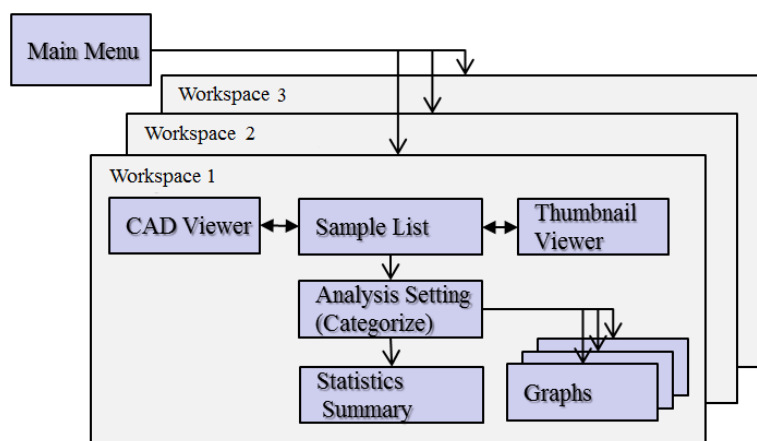 Main Menu
Workspace 3
Workspace 2
Workspace 1
CAD Viewer
Sample List
Thumbnail
Viewer
Analysis Setting
(Categorize)
Statistics
Summary
Graphs